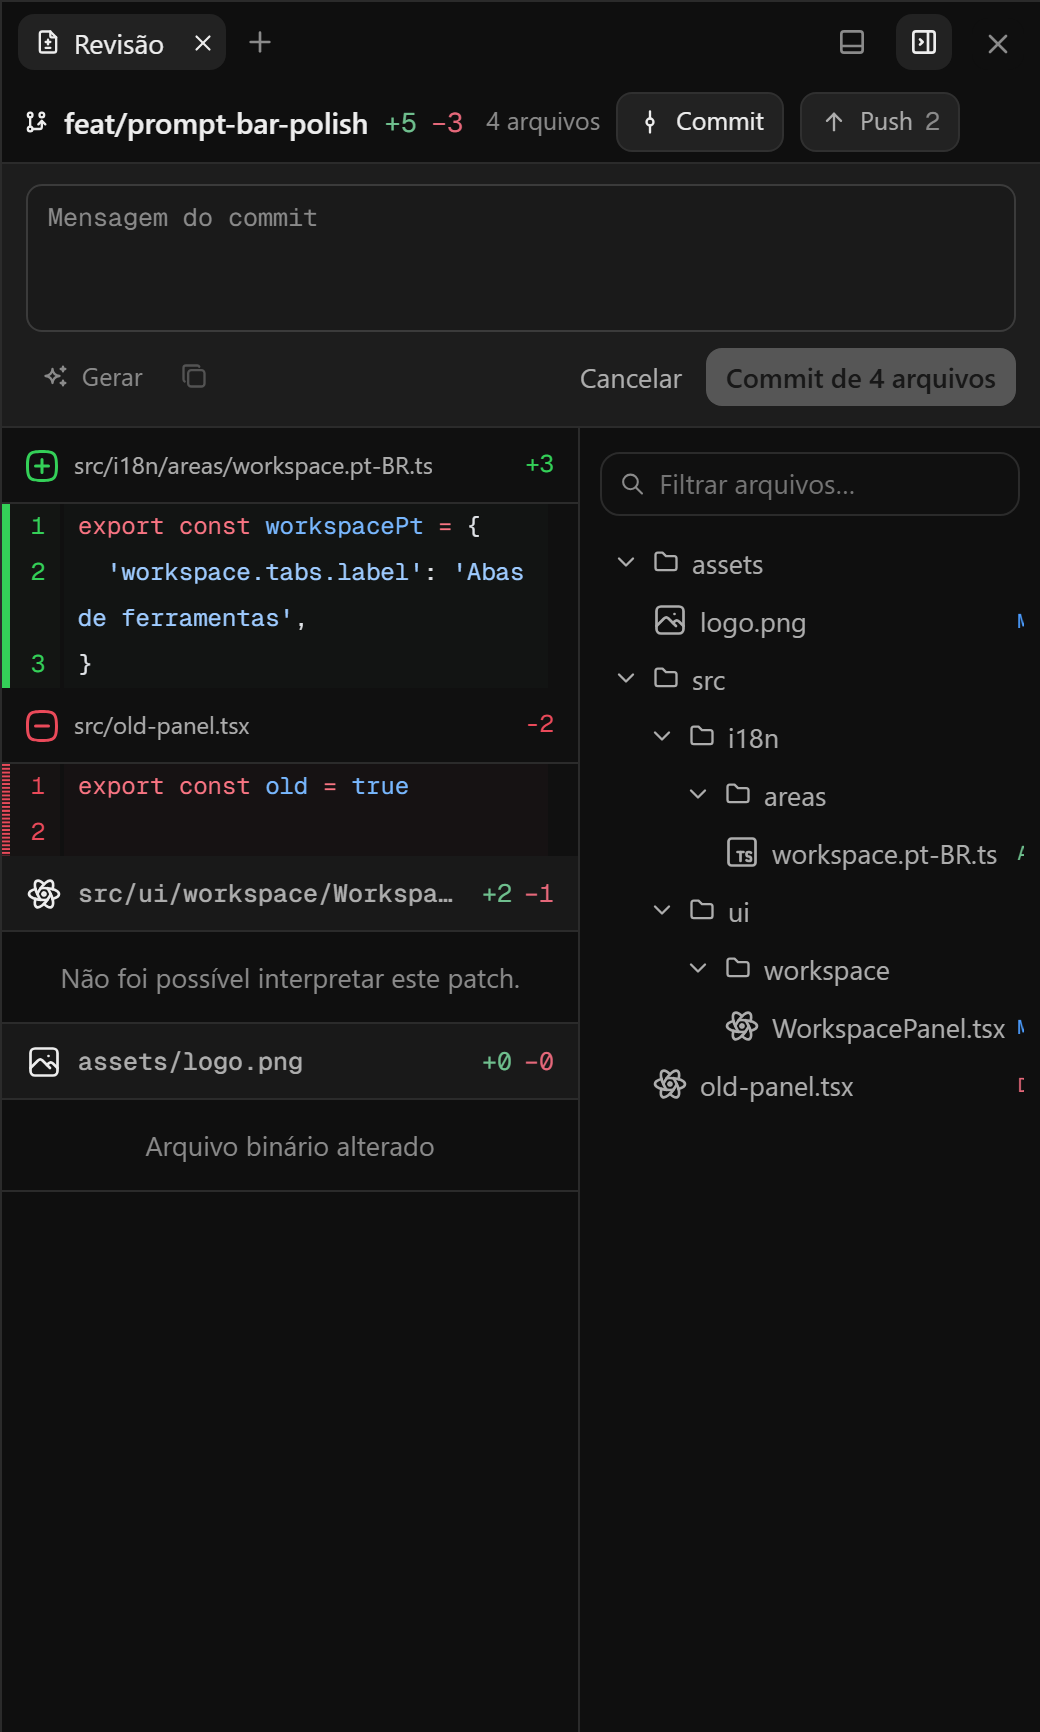 Revisão
feat/prompt-bar-polish +5 −3 4 arquivos Commit Push 2
Mensagem do commit
Gerar
Cancelar
Commit de 4 arquivos
src/i18n/areas/workspace.pt-BR.ts +3
1 export const workspacePt = {
2 'workspace.tabs.label': 'Abas
de ferramentas',
3 }
src/old-panel.tsx -2
1 export const old = true
2
src/ui/workspace/Workspa… +2 −1
Não foi possível interpretar este patch.
assets/logo.png +0 −0
Arquivo binário alterado
Filtrar arquivos...
assets
logo.png
src
i18n
areas
TS workspace.pt-BR.ts
ui
workspace
WorkspacePanel.tsx
old-panel.tsx